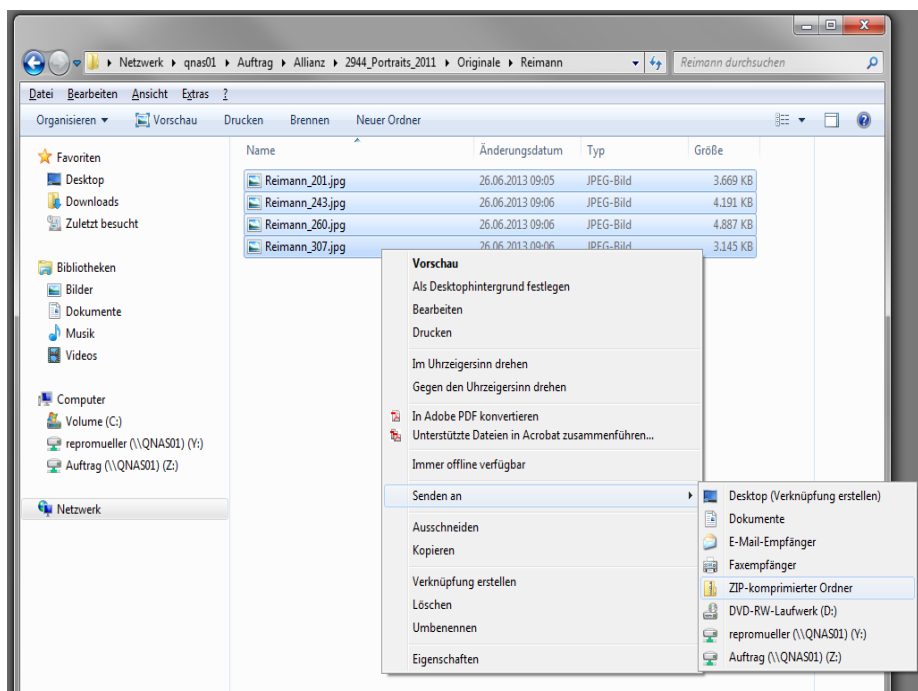 Netzwerk ▸ qnas01 ▸ Auftrag ▸ Allianz ▸ 2944_Portraits_2011 ▸ Originale ▸ Reimann
Reimann durchsuchen
Datei Bearbeiten Ansicht Extras ?
Organisieren Vorschau Drucken Brennen Neuer Ordner
Name Änderungsdatum Typ Größe
Reimann_201.jpg 26.06.2013 09:05 JPEG-Bild 3.669 KB
Reimann_243.jpg 26.06.2013 09:06 JPEG-Bild 4.191 KB
Reimann_260.jpg 26.06.2013 09:06 JPEG-Bild 4.887 KB
Reimann_307.jpg 26.06.2013 09:06 JPEG-Bild 3.145 KB
Favoriten
Desktop
Downloads
Zuletzt besucht
Bibliotheken
Bilder
Dokumente
Musik
Videos
Computer
Volume (C:)
repromueller (\\QNAS01) (Y:)
Auftrag (\\QNAS01) (Z:)
Netzwerk
Vorschau
Als Desktophintergrund festlegen
Bearbeiten
Drucken
Im Uhrzeigersinn drehen
Gegen den Uhrzeigersinn drehen
In Adobe PDF konvertieren
Unterstützte Dateien in Acrobat zusammenführen...
Immer offline verfügbar
Senden an
Ausschneiden
Kopieren
Verknüpfung erstellen
Löschen
Umbenennen
Eigenschaften
Desktop (Verknüpfung erstellen)
Dokumente
E-Mail-Empfänger
Faxempfänger
ZIP-komprimierter Ordner
DVD-RW-Laufwerk (D:)
repromueller (\\QNAS01) (Y:)
Auftrag (\\QNAS01) (Z:)